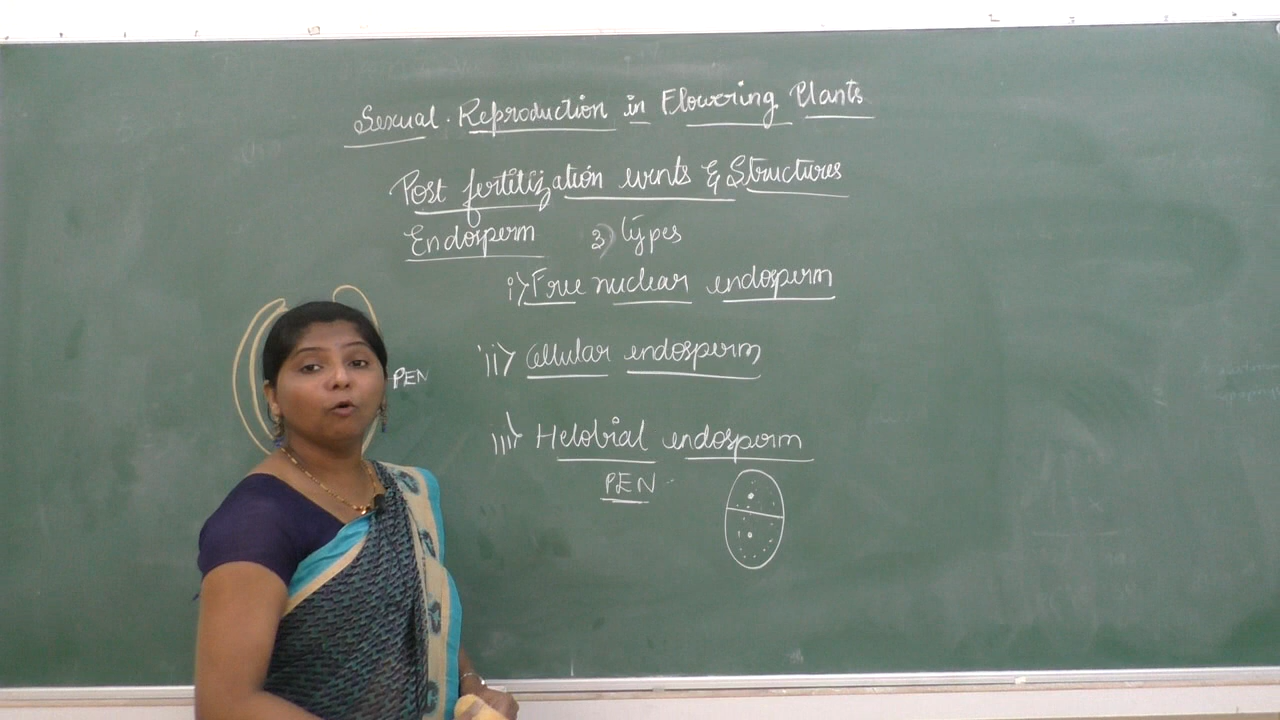 Sexual Reproduction in Flowering Plants
Post fertilization events & Structures
Endosperm 3 types
i) Free nuclear endosperm
PEN
ii) Cellular endosperm
iii) Helobial endosperm
PEN